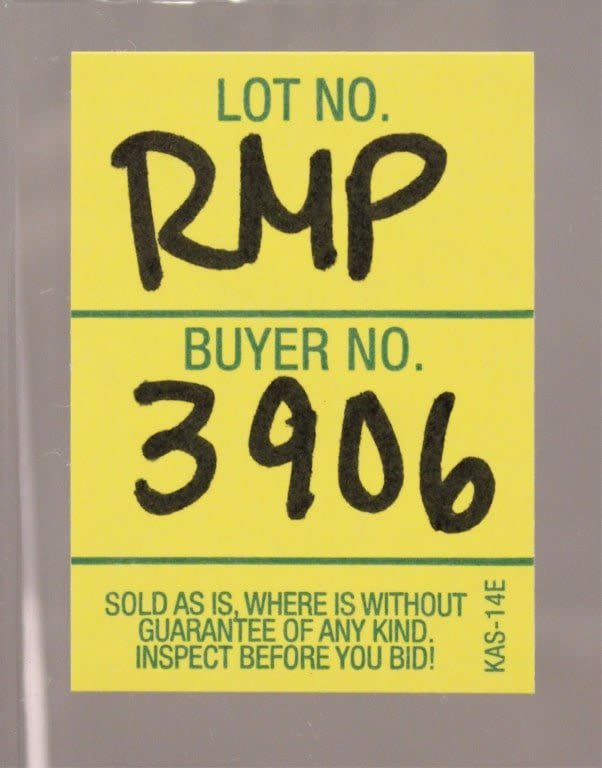 LOT NO.
RMP
BUYER NO.
3906
SOLD AS IS, WHERE IS WITHOUT
GUARANTEE OF ANY KIND.
INSPECT BEFORE YOU BID!
KAS-14E